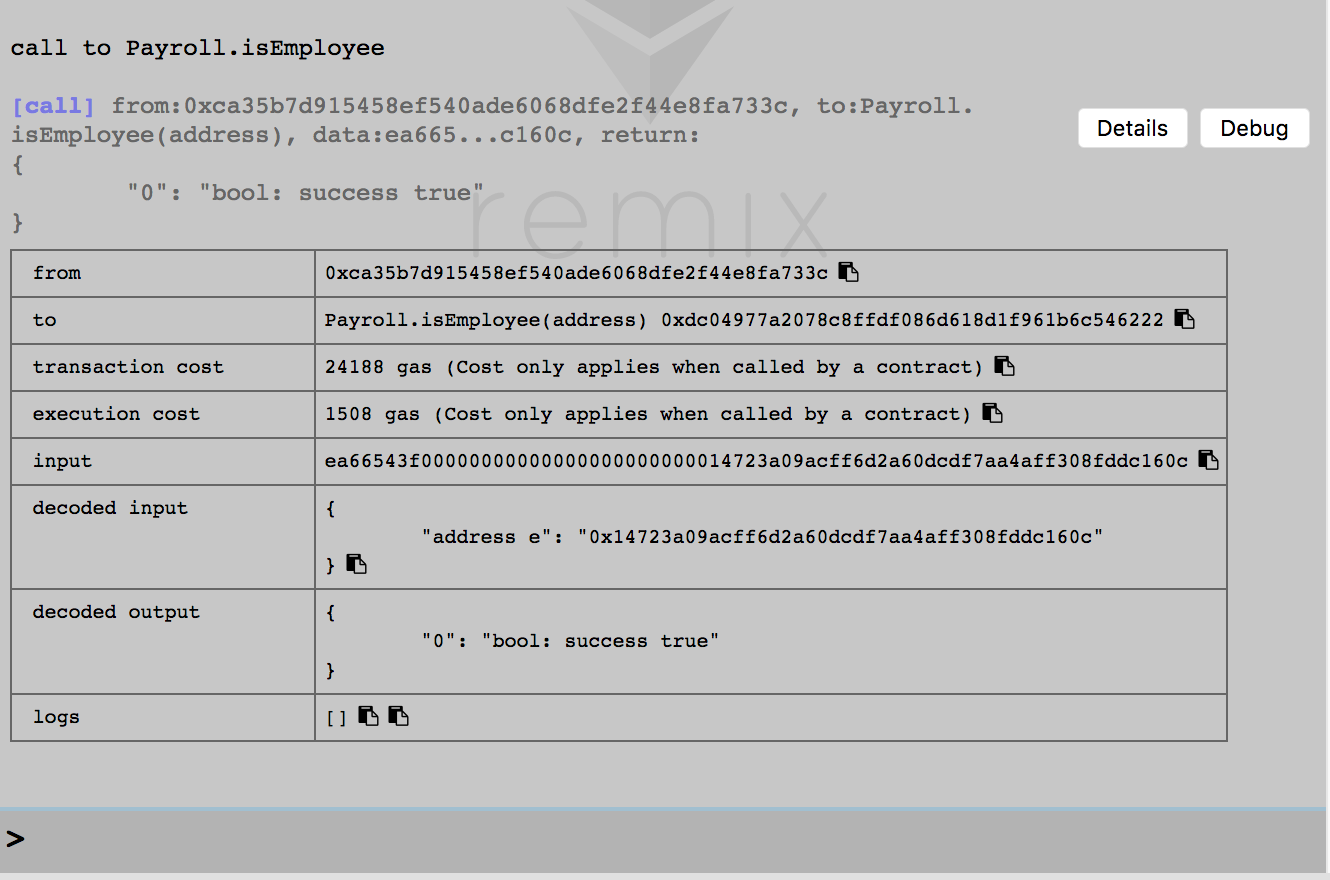 call to Payroll.isEmployee
[call] from:0xca35b7d915458ef540ade6068dfe2f44e8fa733c, to:Payroll.
isEmployee(address), data:ea665...c160c, return:
{
"0": "bool: success true"
}
Details
Debug
remix
from 0xca35b7d915458ef540ade6068dfe2f44e8fa733c
to Payroll.isEmployee(address) 0xdc04977a2078c8ffdf086d618d1f961b6c546222
transaction cost 24188 gas (Cost only applies when called by a contract)
execution cost 1508 gas (Cost only applies when called by a contract)
input ea66543f00000000000000000000000014723a09acff6d2a60dcdf7aa4aff308fddc160c
decoded input {
"address e": "0x14723a09acff6d2a60dcdf7aa4aff308fddc160c"
}
decoded output {
"0": "bool: success true"
}
logs []
>